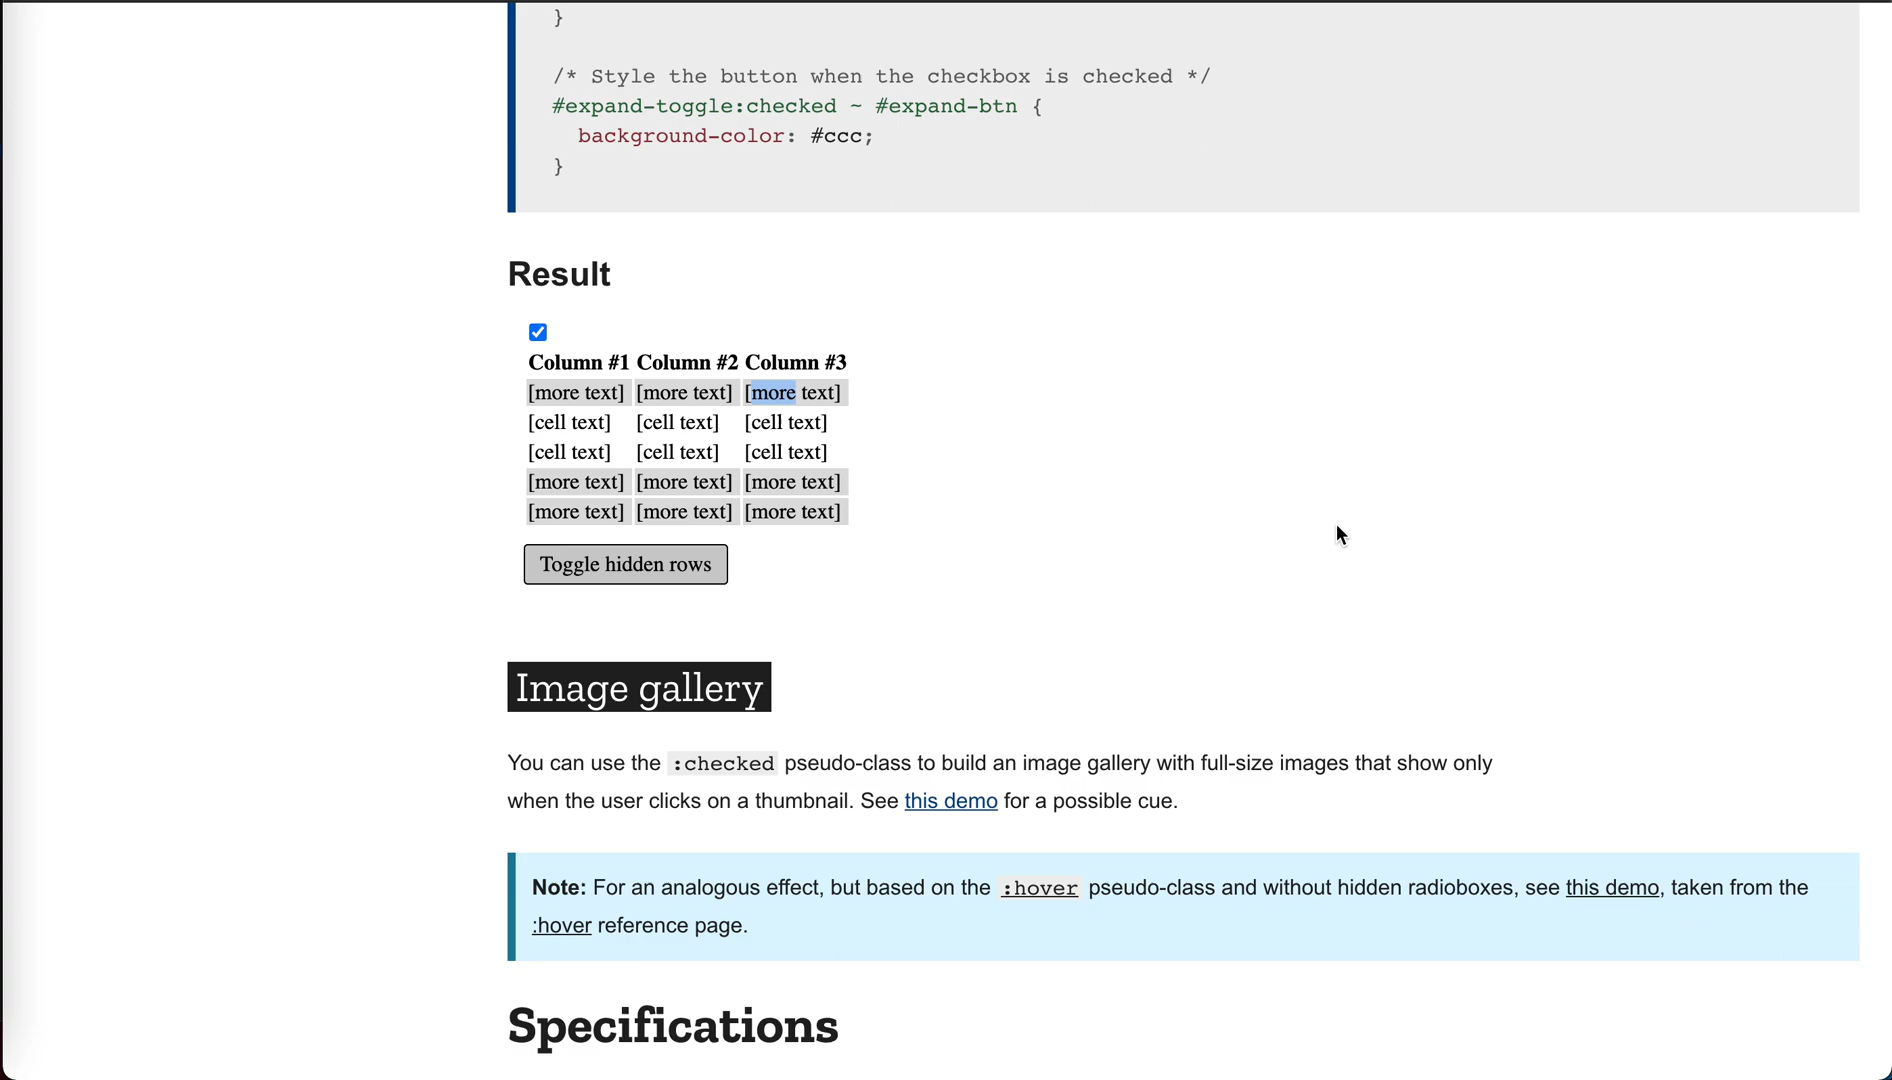 }
/* Style the button when the checkbox is checked */
#expand-toggle:checked ~ #expand-btn {
background-color: #ccc;
}
Result
Column #1 Column #2 Column #3
[more text] [more text] [more text]
[cell text] [cell text] [cell text]
[cell text] [cell text] [cell text]
[more text] [more text] [more text]
[more text] [more text] [more text]
Toggle hidden rows
Image gallery
You can use the :checked pseudo-class to build an image gallery with full-size images that show only
when the user clicks on a thumbnail. See this demo for a possible cue.
Note: For an analogous effect, but based on the :hover pseudo-class and without hidden radioboxes, see this demo, taken from the
:hover reference page.
Specifications